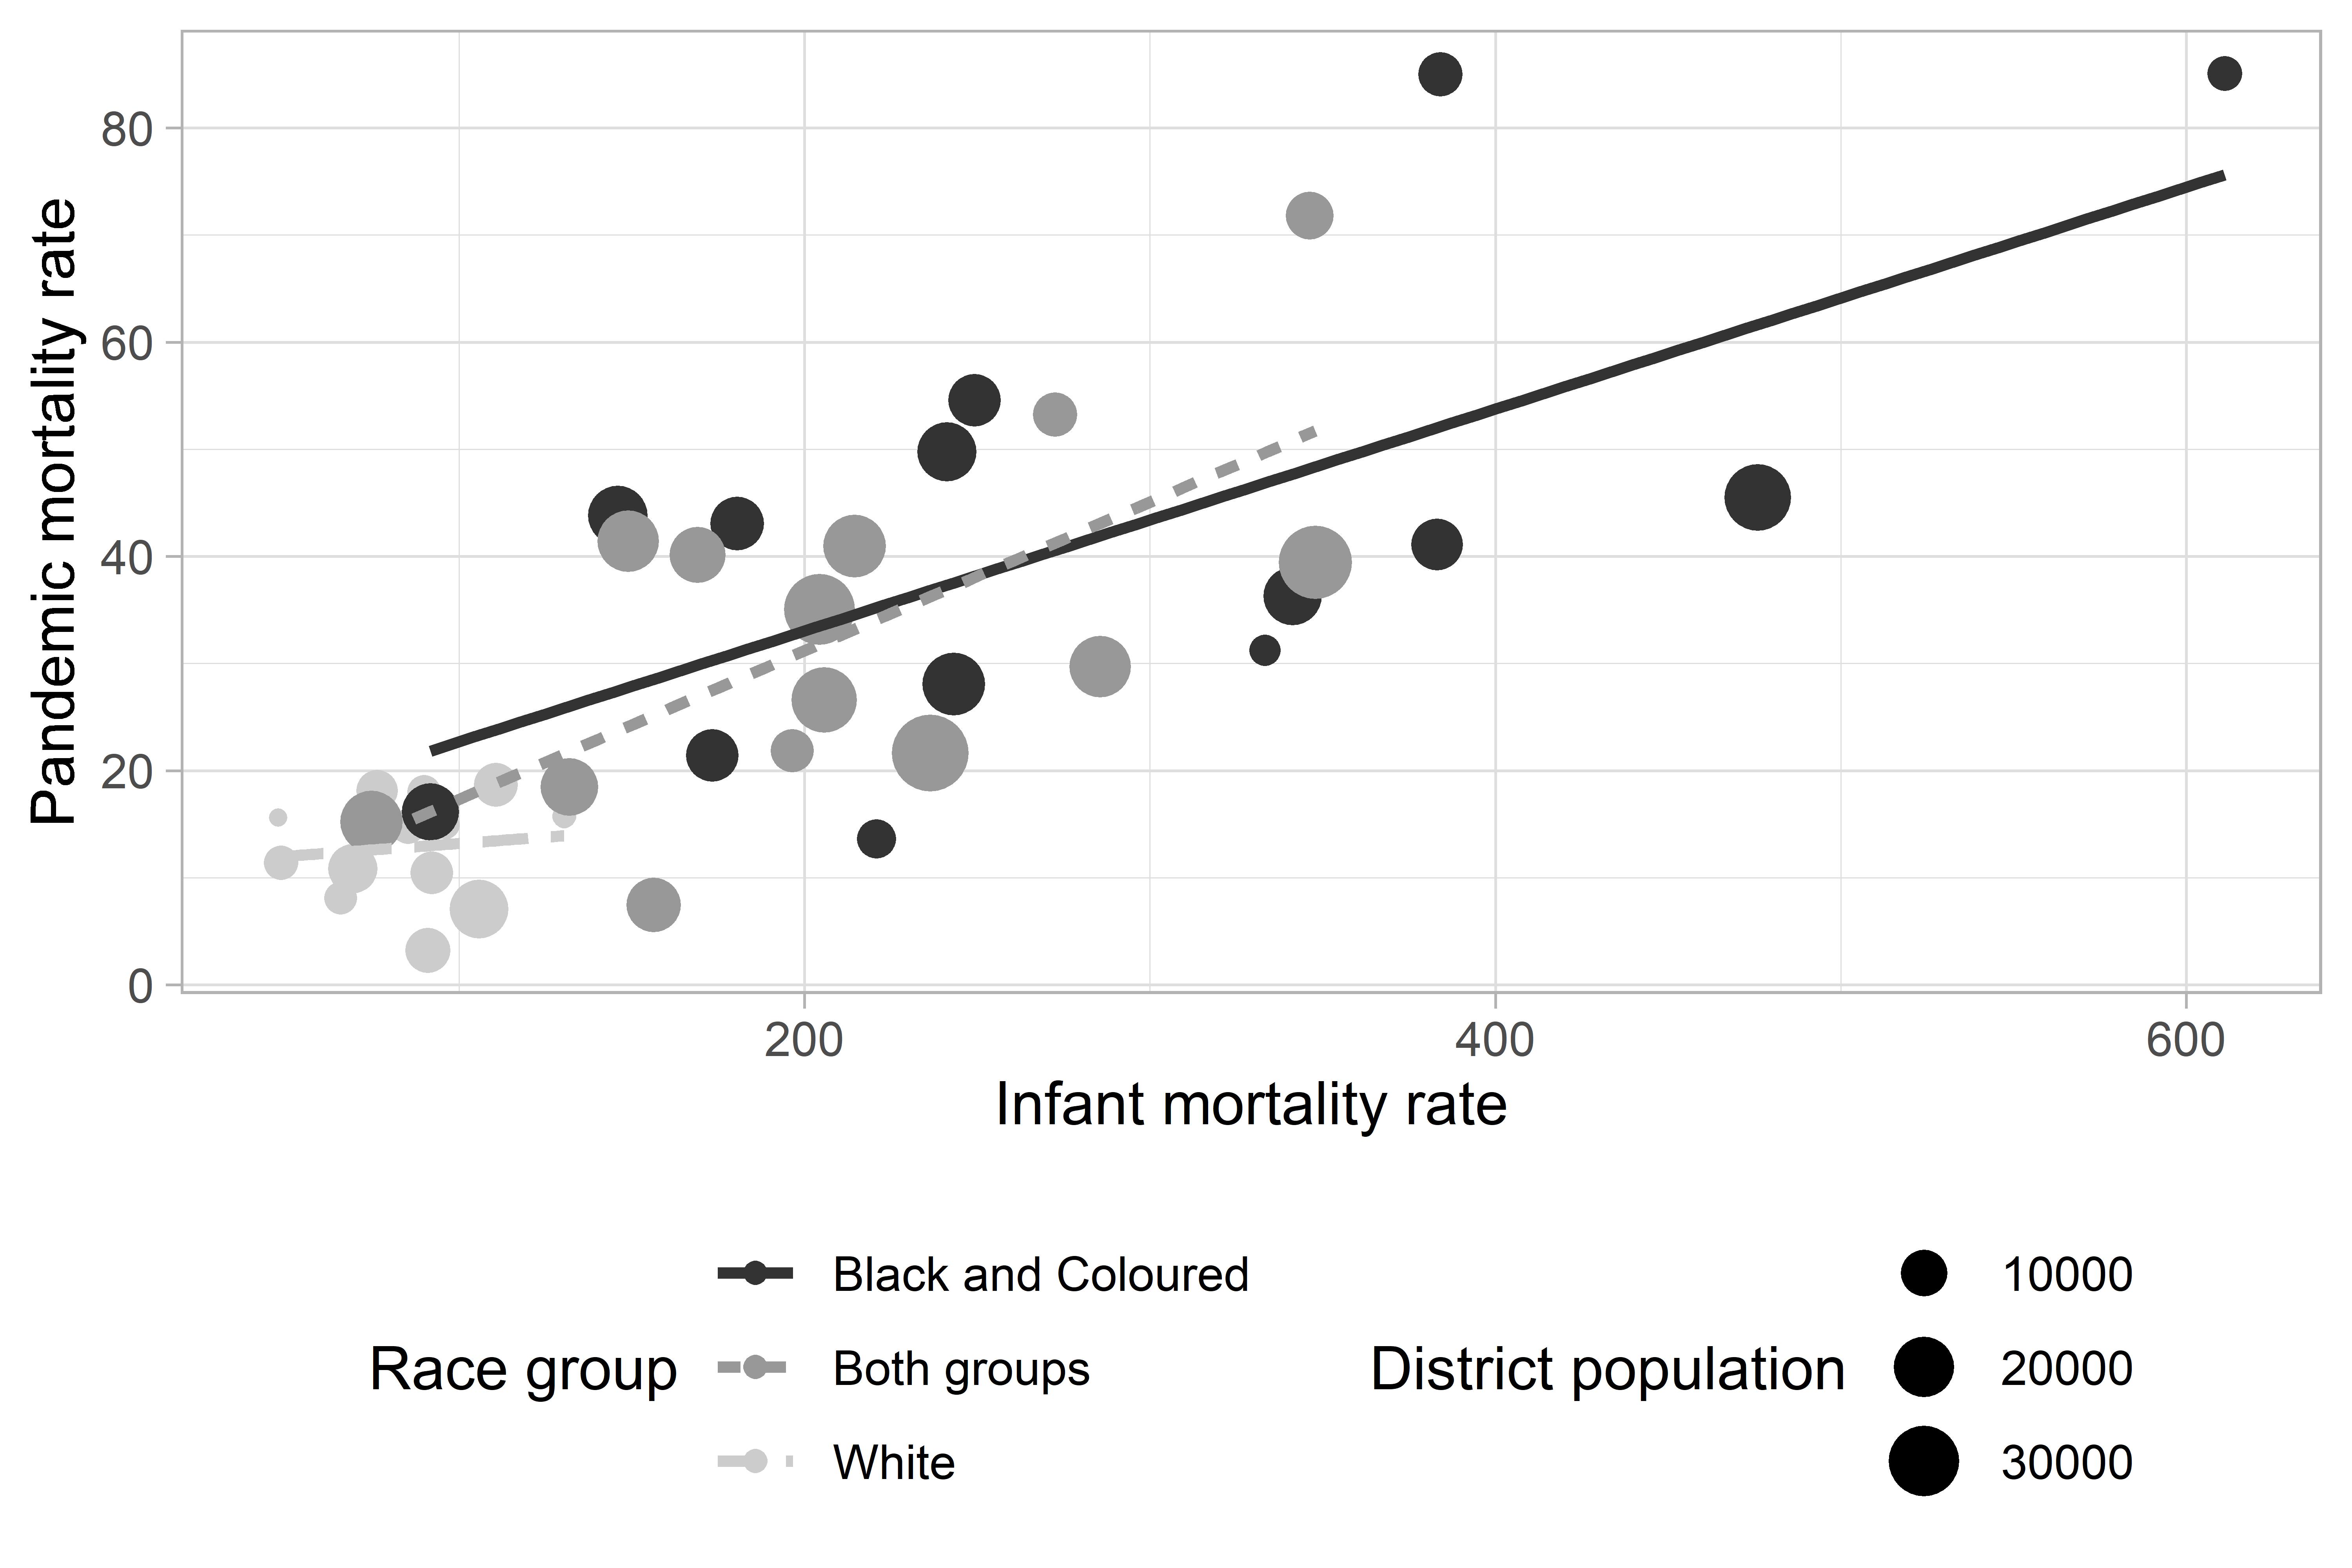 Pandemic mortality rate
80
60
40
20
0
200
400
600
Infant mortality rate
Race group
Black and Coloured
Both groups
White
District population
10000
20000
30000